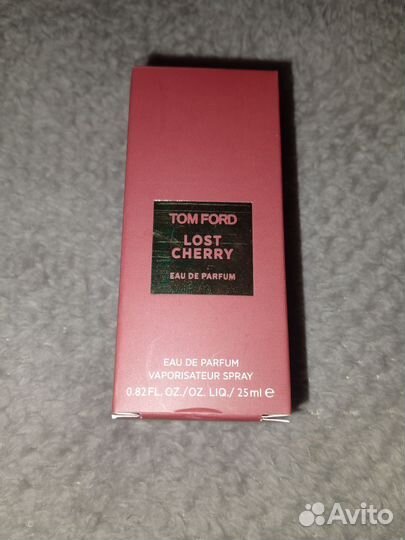 TOM FORD
LOST
CHERRY
EAU DE PARFUM
EAU DE PARFUM
VAPORISATEUR SPRAY
0.82FL. OZ./OZ. LIQ./ 25ml e
Avito